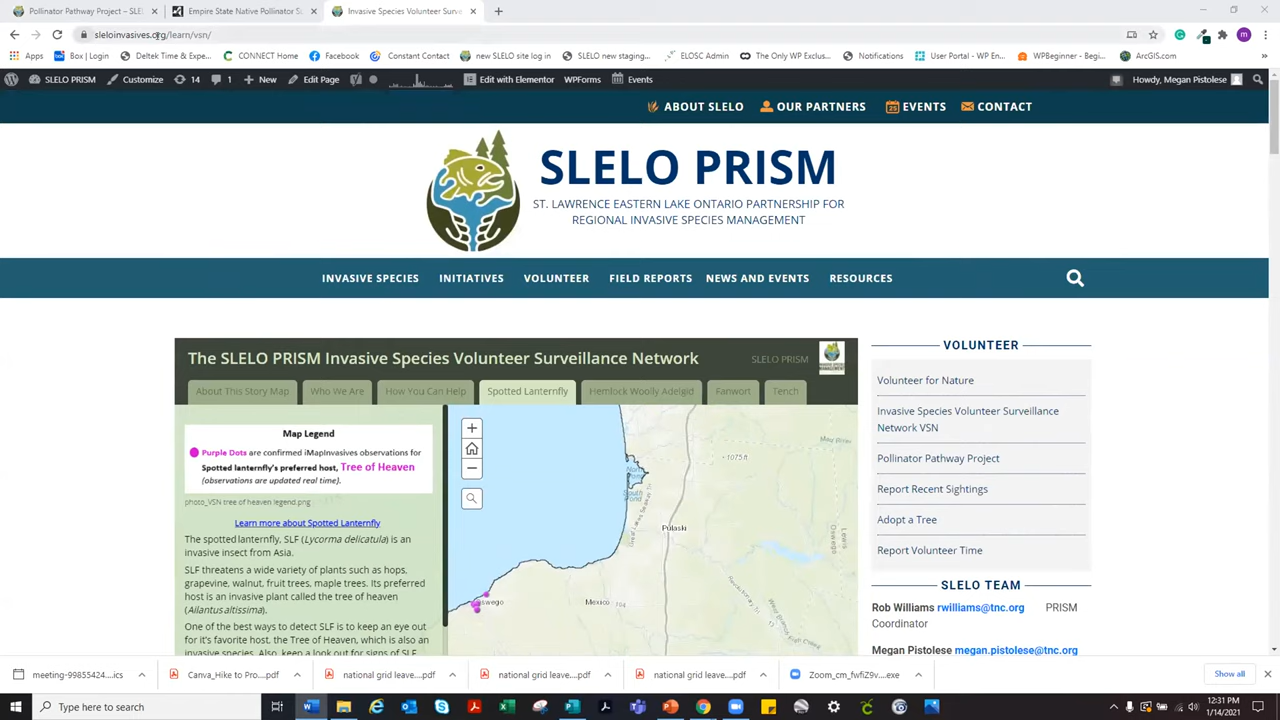 Pollinator Pathway Project – SLEL
Empire State Native Pollinator S
Invasive Species Volunteer Surve
sleloinvasives.org/learn/vsn/
Apps Box | Login Deltek Time & Expe... CONNECT Home Facebook Constant Contact new SLELO site log in SLELO new staging... ELOSC Admin The Only WP Exclus... Notifications User Portal – WP En... WPBeginner - Begi... ArcGIS.com
SLELO PRISM Customize 14 1 New Edit Page Edit with Elementor WPForms Events Howdy, Megan Pistolese
ABOUT SLELO OUR PARTNERS EVENTS CONTACT
SLELO PRISM
ST. LAWRENCE EASTERN LAKE ONTARIO PARTNERSHIP FOR
REGIONAL INVASIVE SPECIES MANAGEMENT
INVASIVE SPECIES INITIATIVES VOLUNTEER FIELD REPORTS NEWS AND EVENTS RESOURCES
The SLELO PRISM Invasive Species Volunteer Surveillance Network SLELO PRISM
About This Story Map Who We Are How You Can Help Spotted Lanternfly Hemlock Woolly Adelgid Fanwort Tench
Map Legend
Purple Dots are confirmed iMapInvasives observations for
Spotted lanternfly's preferred host, Tree of Heaven
(observations are updated real time).
photo_VSN tree of heaven legend.png
Learn more about Spotted Lanternfly
The spotted lanternfly, SLF (Lycorma delicatula) is an
invasive insect from Asia.
SLF threatens a wide variety of plants such as hops,
grapevine, walnut, fruit trees, maple trees. Its preferred
host is an invasive plant called the tree of heaven
(Ailantus altissima).
One of the best ways to detect SLF is to keep an eye out
for it's favorite host, the Tree of Heaven, which is also an
invasive species. Also, keep a look out for signs of SLF
+1075ft
Pulaski
Oswego
Mexico
104
VOLUNTEER
Volunteer for Nature
Invasive Species Volunteer Surveillance
Network VSN
Pollinator Pathway Project
Report Recent Sightings
Adopt a Tree
Report Volunteer Time
SLELO TEAM
Rob Williams rwilliams@tnc.org PRISM
Coordinator
Megan Pistolese megan.pistolese@tnc.org
meeting-99855424....ics Canva_Hike to Pro....pdf national grid leave....pdf national grid leave....pdf national grid leave....pdf Zoom_cm_fwfiZ9v....exe Show all
Type here to search
12:31 PM
1/14/2021